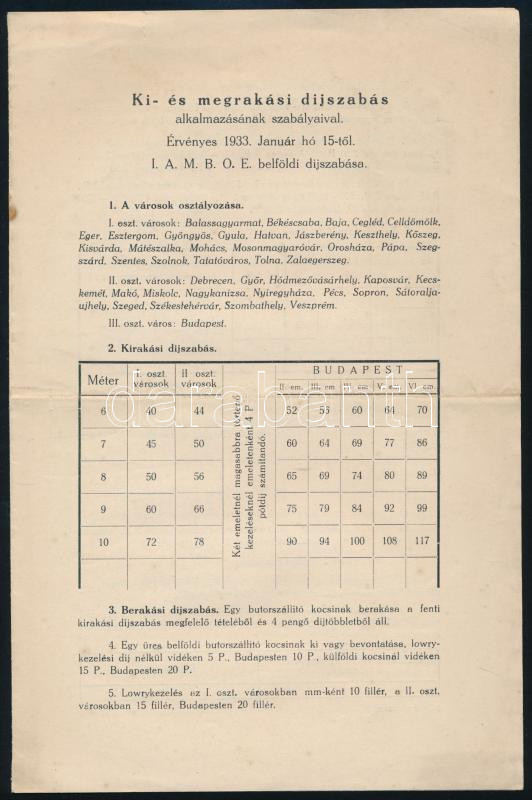 Ki- és megrakási dijszabás
alkalmazásának szabályaival.
Érvényes 1933. Január hó 15-től.
I. A. M. B. O. E. belföldi dijszabása.
1. A városok osztályozása.
I. oszt. városok: Balassagyarmat, Békéscsaba, Baja, Cegléd, Celldömölk,
Eger, Esztergom, Gyöngyös, Gyula, Hatvan, Jászberény, Keszthely, Kőszeg,
Kisvárda, Mátészalka, Mohács, Mosonmagyaróvár, Orosháza, Pápa, Szeg-
szárd, Szentes, Szolnok, Talatóváros, Tolna, Zalaegerszeg.
II. oszt. városok: Debrecen, Győr, Hódmezővásárhely, Kaposvár, Kecs-
kemét, Makó, Miskolc, Nagykanizsa, Nyiregyháza, Pécs, Sopron, Sátoralja-
ujhely, Szeged, Székestehérvár, Szombathely, Veszprém.
III. oszt. város: Budapest.
2. Kirakási dijszabás.
Méter I. oszt. városok II oszt. városok BUDAPEST
II. em. III. em. V. em. VI. em.
6 40 44 52 56 60 64 70
7 45 50 60 64 69 77 86
8 50 56 65 69 74 80 89
9 60 66 75 79 84 92 99
10 72 78 90 94 100 108 117
Két emeletnél magasabbra történő
kezeléseknél emeletenként 4 P
pótdij számitandó.
darabanth
3. Berakási dijszabás. Egy butorszállitó kocsinak berakása a fenti
kirakási dijszabás megfelelő tételéből és 4 pengő dijtöbbletből áll.
4. Egy üres belföldi butorszállitó kocsinak ki vagy bevontatása, lowry-
kezelési dij nélkül vidéken 5 P., Budapesten 10 P., külföldi kocsinál vidéken
15 P., Budapesten 20 P.
5. Lowrykezelés az I. oszt. városokban mm-ként 10 fillér, a II. oszt.
városokban 15 fillér, Budapesten 20 fillér.